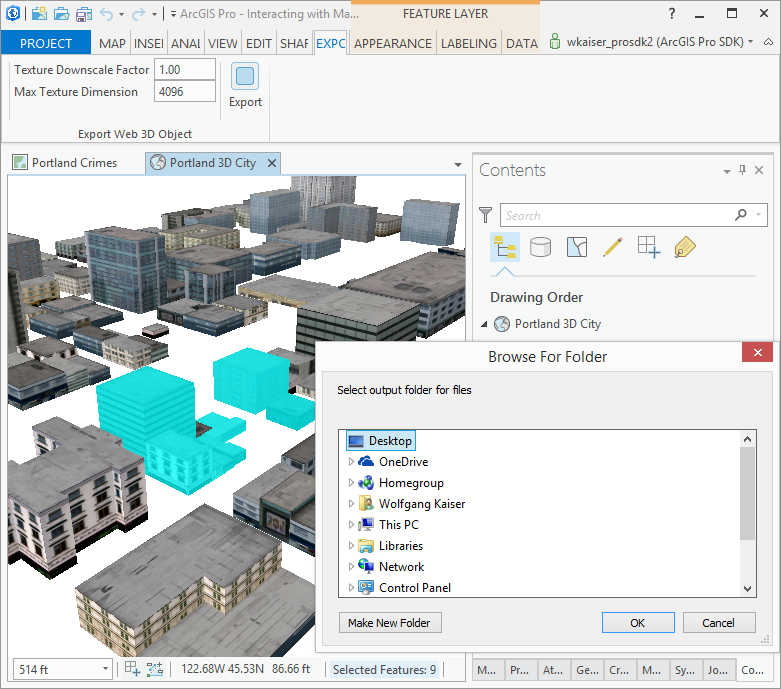 ArcGIS Pro - Interacting with Ma...
FEATURE LAYER
?
PROJECT
MAP
INSEI
ANAI
VIEW
EDIT
SHAF
EXPC
APPEARANCE
LABELING
DATA
wkaiser_prosdk2 (ArcGIS Pro SDK)
Texture Downscale Factor 1.00
Max Texture Dimension 4096
Export
Export Web 3D Object
Portland Crimes
Portland 3D City
Contents
Search
Drawing Order
Portland 3D City
Browse For Folder
Select output folder for files
Desktop
OneDrive
Homegroup
Wolfgang Kaiser
This PC
Libraries
Network
Control Panel
Make New Folder
OK
Cancel
514 ft
122.68W 45.53N 86.66 ft
Selected Features: 9
M...
Pr...
At...
Ge...
Cr...
M...
Sy...
Jo...
Co...